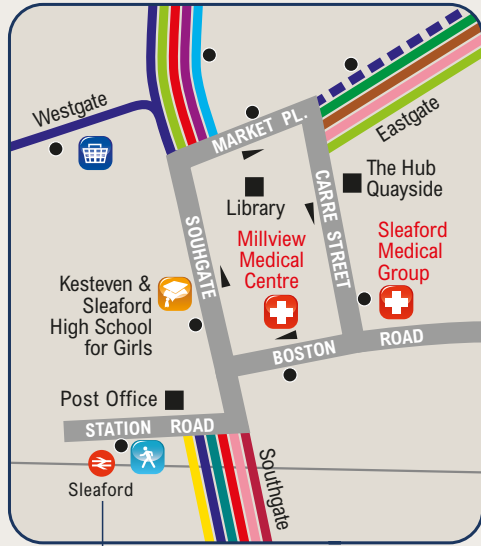 Westgate
MARKET PL.
Eastgate
The Hub
Quayside
Library
CARRE STREET
SOUHGATE
Millview
Medical
Centre
Sleaford
Medical
Group
Kesteven &
Sleaford
High School
for Girls
BOSTON ROAD
Post Office
STATION ROAD
Southgate
Sleaford